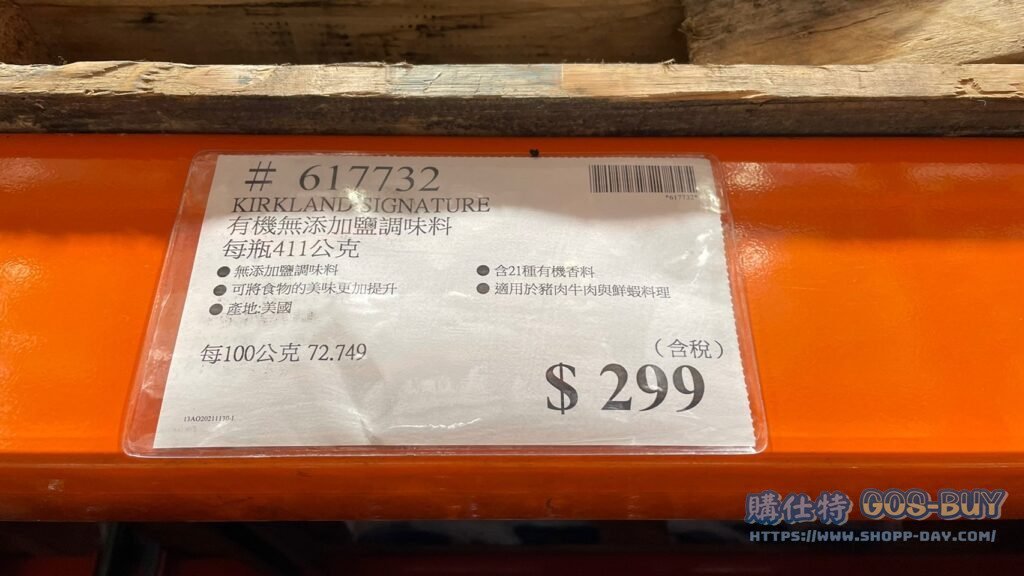 # 617732
*617732*
KIRKLAND SIGNATURE
有機無添加鹽調味料
每瓶411公克
●無添加鹽調味料
●含21種有機香料
●可將食物的美味更加提升
●適用於豬肉牛肉與鮮蝦料理
●產地:美國
每100公克 72.749
(含稅)
$ 299
13AO20211130-1
購仕特 GOS-BUY
HTTPS://WWW.SHOPP-DAY.COM/